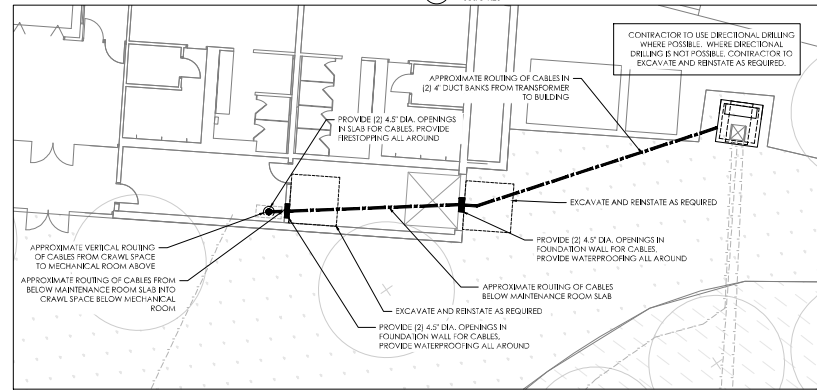 CONTRACTOR TO USE DIRECTIONAL DRILLING
WHERE POSSIBLE. WHERE DIRECTIONAL
DRILLING IS NOT POSSIBLE, CONTRACTOR TO
EXCAVATE AND REINSTATE AS REQUIRED.
APPROXIMATE ROUTING OF CABLES IN
(2) 4" DUCT BANKS FROM TRANSFORMER
TO BUILDING
PROVIDE (2) 4.5" DIA. OPENINGS
IN SLAB FOR CABLES. PROVIDE
FIRESTOPPING ALL AROUND
EXCAVATE AND REINSTATE AS REQUIRED
PROVIDE (2) 4.5" DIA. OPENINGS IN
FOUNDATION WALL FOR CABLES,
PROVIDE WATERPROOFING ALL AROUND
APPROXIMATE VERTICAL ROUTING
OF CABLES FROM CRAWL SPACE
TO MECHANICAL ROOM ABOVE
APPROXIMATE ROUTING OF CABLES FROM
BELOW MAINTENANCE ROOM SLAB INTO
CRAWL SPACE BELOW MECHANICAL
ROOM
APPROXIMATE ROUTING OF CABLES
BELOW MAINTENANCE ROOM SLAB
EXCAVATE AND REINSTATE AS REQUIRED
PROVIDE (2) 4.5" DIA. OPENINGS IN
FOUNDATION WALL FOR CABLES,
PROVIDE WATERPROOFING ALL AROUND